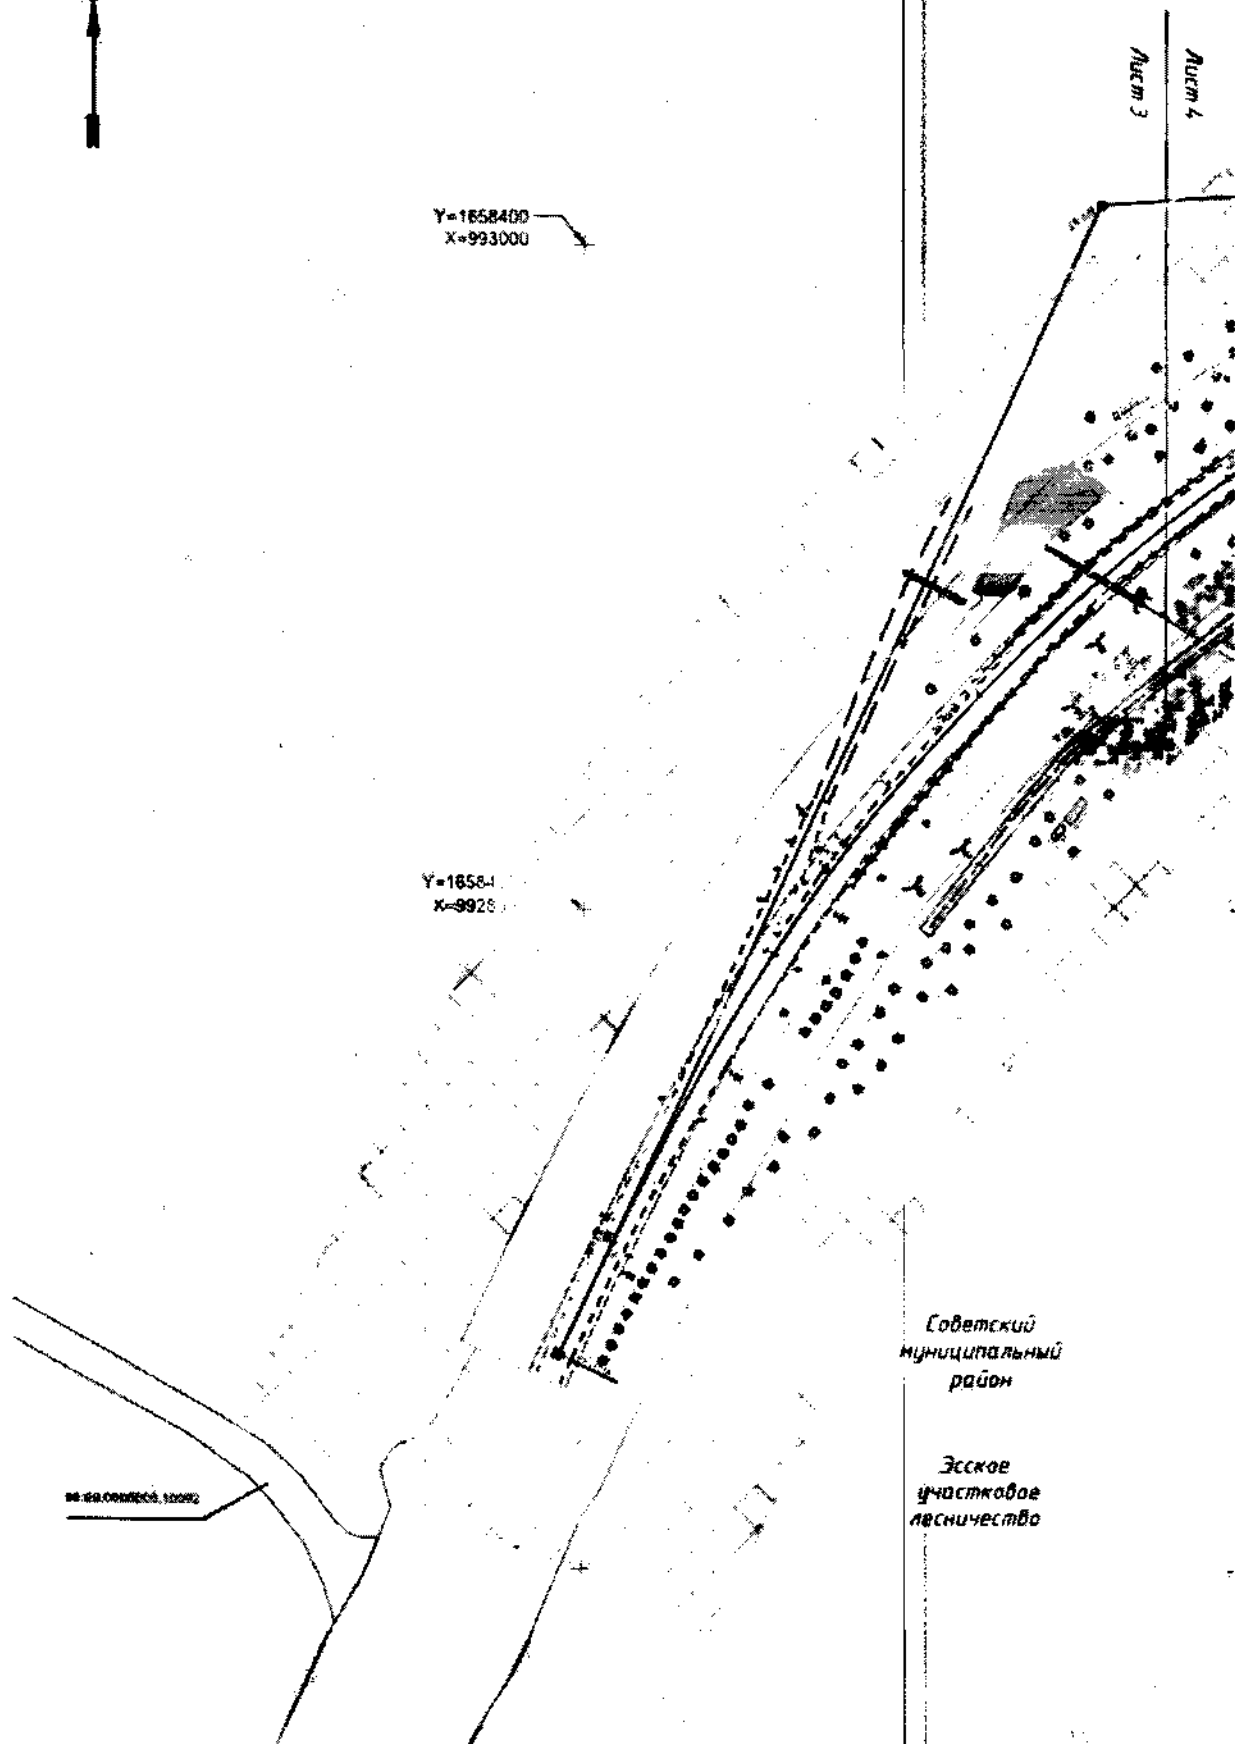 Лист 3
Лист 4
Y=1658400
X=993000
Советский
муниципальный
район
Эсское
участковое
лесничество